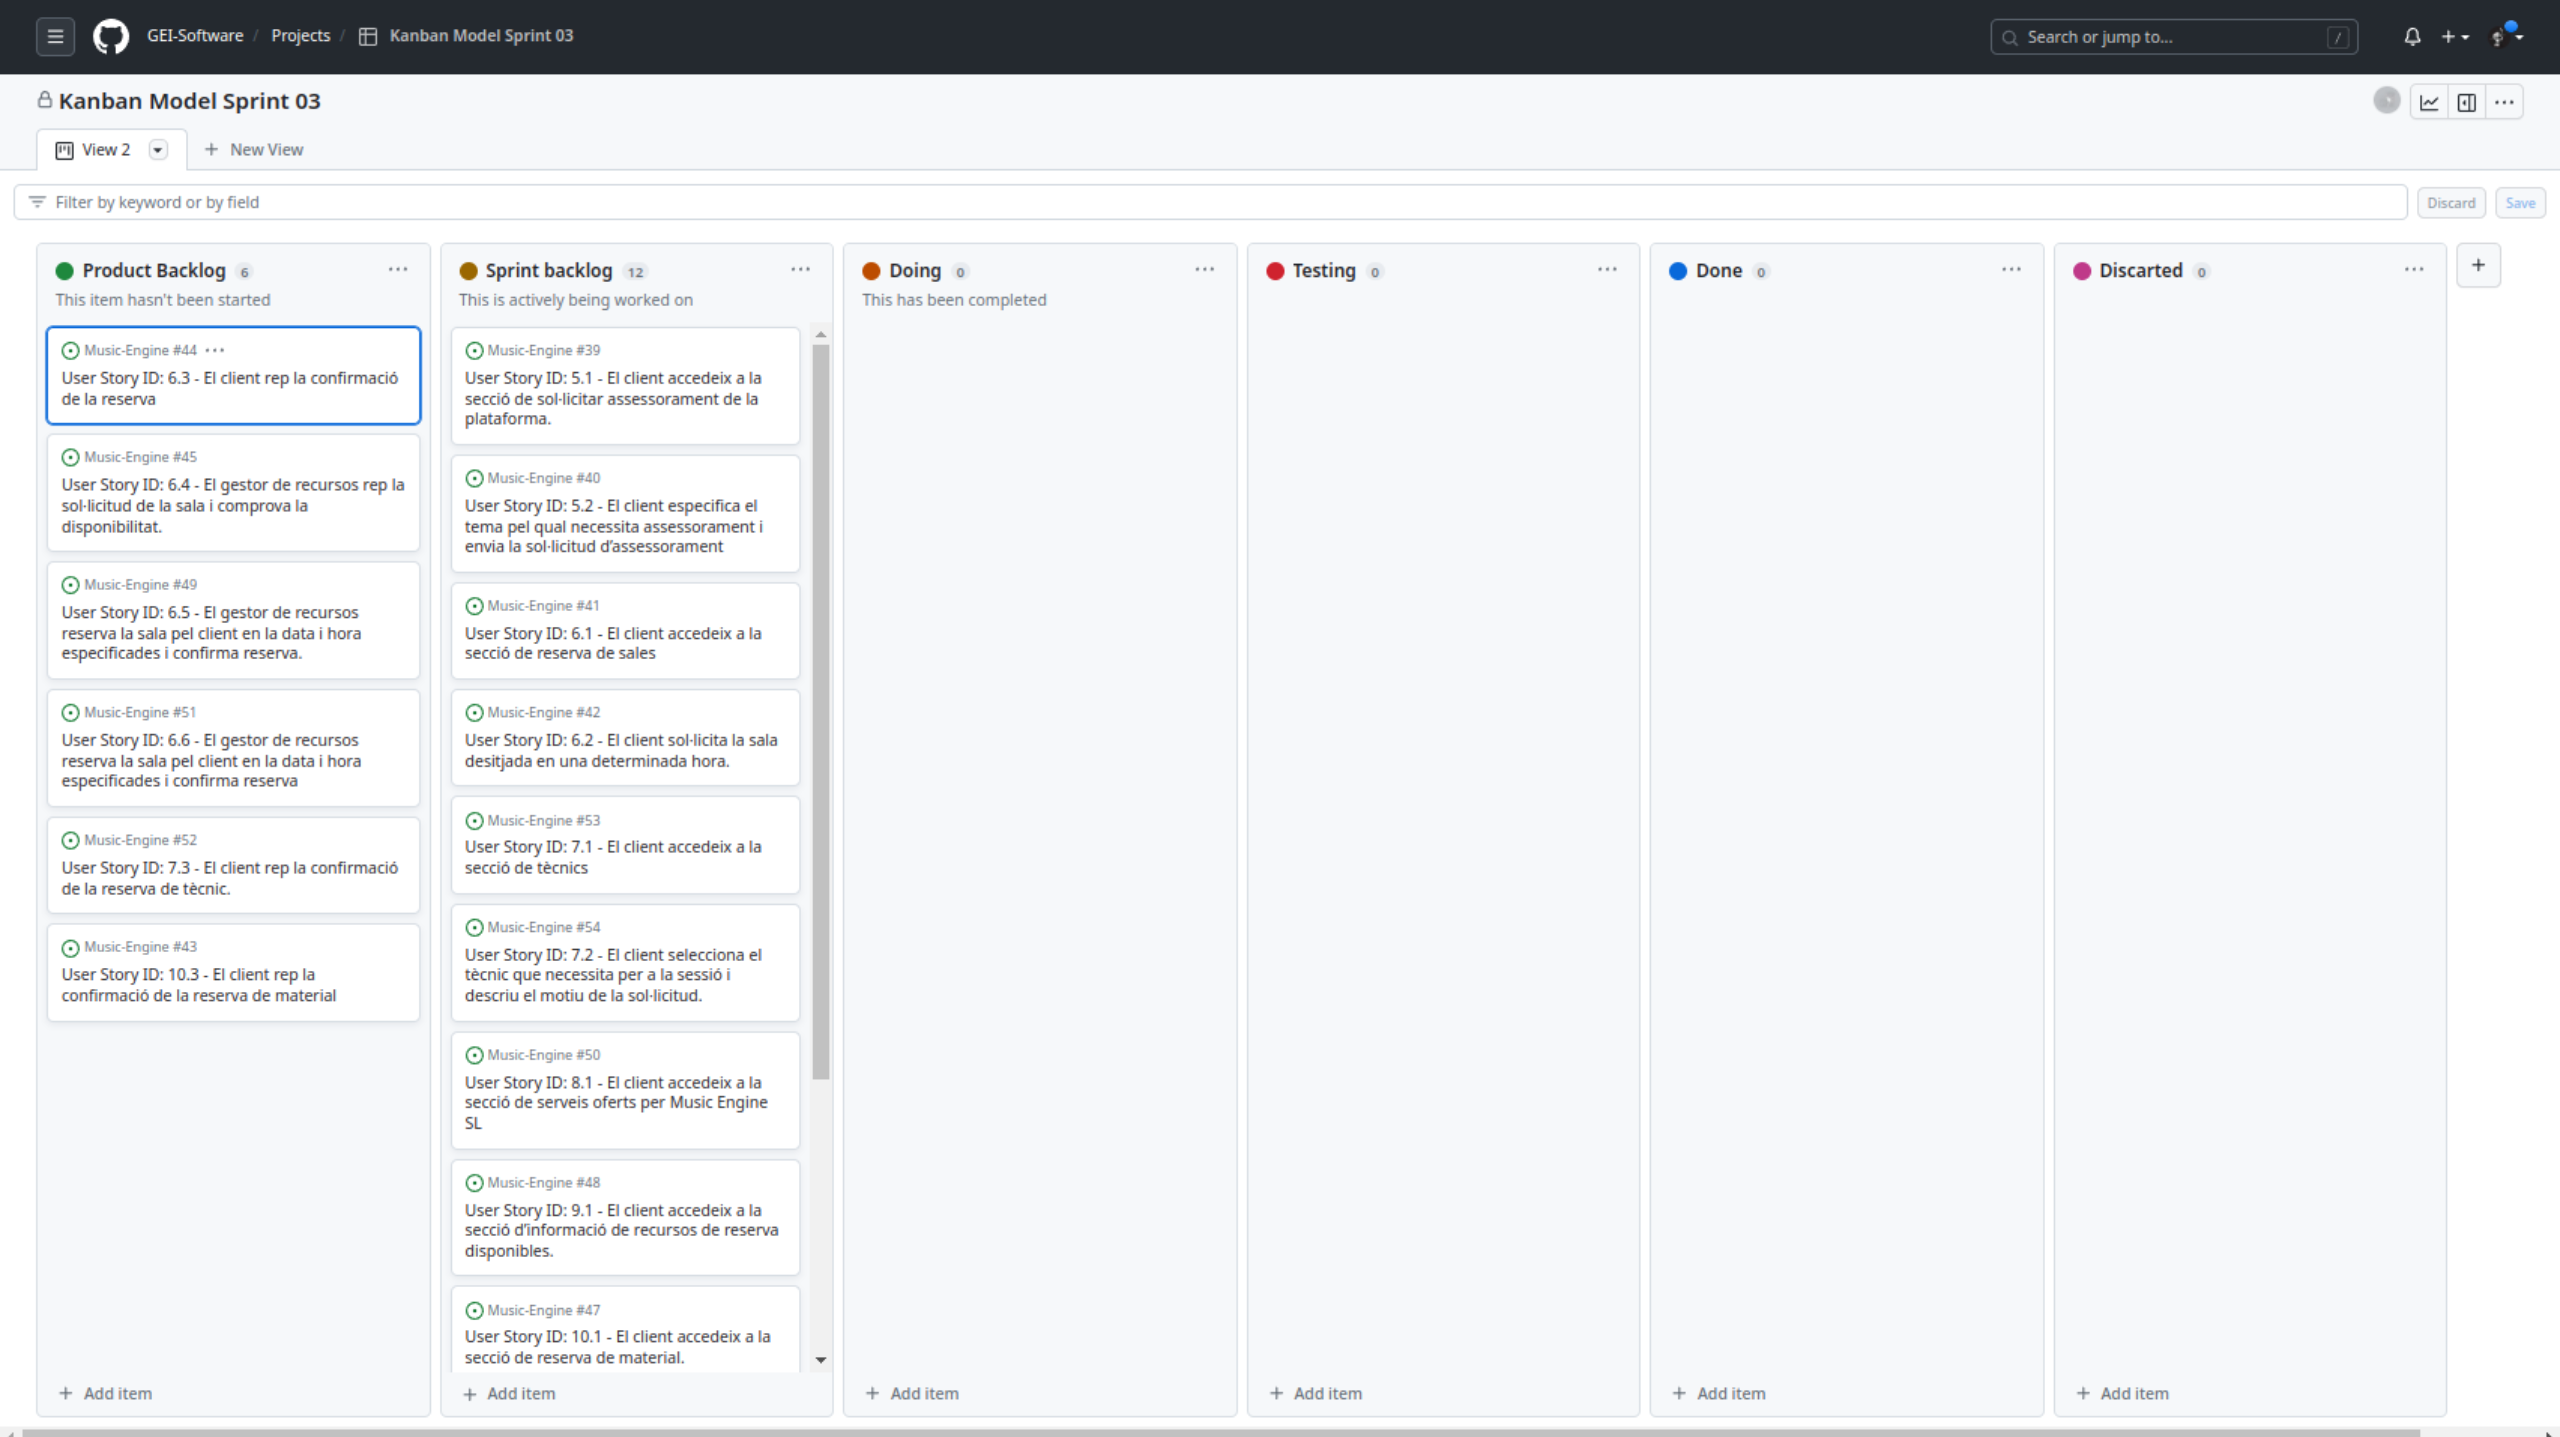 GEI-Software / Projects / Kanban Model Sprint 03
Search or jump to... /
Kanban Model Sprint 03
View 2
New View
Filter by keyword or by field
Discard
Save
Product Backlog 6
This item hasn't been started
Music-Engine #44
User Story ID: 6.3 - El client rep la confirmació
de la reserva
Music-Engine #45
User Story ID: 6.4 - El gestor de recursos rep la
sol·licitud de la sala i comprova la
disponibilitat.
Music-Engine #49
User Story ID: 6.5 - El gestor de recursos
reserva la sala pel client en la data i hora
especificades i confirma reserva.
Music-Engine #51
User Story ID: 6.6 - El gestor de recursos
reserva la sala pel client en la data i hora
especificades i confirma reserva
Music-Engine #52
User Story ID: 7.3 - El client rep la confirmació
de la reserva de tècnic.
Music-Engine #43
User Story ID: 10.3 - El client rep la
confirmació de la reserva de material
Add item
Sprint backlog 12
This is actively being worked on
Music-Engine #39
User Story ID: 5.1 - El client accedeix a la
secció de sol·licitar assessorament de la
plataforma.
Music-Engine #40
User Story ID: 5.2 - El client especifica el
tema pel qual necessita assessorament i
envia la sol·licitud d'assessorament
Music-Engine #41
User Story ID: 6.1 - El client accedeix a la
secció de reserva de sales
Music-Engine #42
User Story ID: 6.2 - El client sol·licita la sala
desitjada en una determinada hora.
Music-Engine #53
User Story ID: 7.1 - El client accedeix a la
secció de tècnics
Music-Engine #54
User Story ID: 7.2 - El client selecciona el
tècnic que necessita per a la sessió i
descriu el motiu de la sol·licitud.
Music-Engine #50
User Story ID: 8.1 - El client accedeix a la
secció de serveis oferts per Music Engine
SL
Music-Engine #48
User Story ID: 9.1 - El client accedeix a la
secció d'informació de recursos de reserva
disponibles.
Music-Engine #47
User Story ID: 10.1 - El client accedeix a la
secció de reserva de material.
Add item
Doing 0
This has been completed
Add item
Testing 0
Add item
Done 0
Add item
Discarted 0
Add item